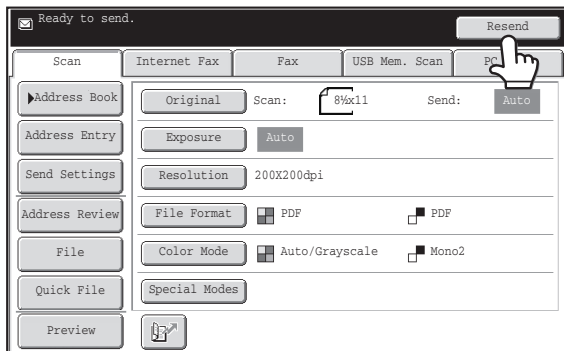 Ready to send.
Resend
Scan Internet Fax Fax USB Mem. Scan PC
Address Book Original Scan: 8½x11 Send: Auto
Address Entry Exposure Auto
Send Settings Resolution 200X200dpi
Address Review File Format PDF PDF
File Color Mode Auto/Grayscale Mono2
Quick File Special Modes
Preview